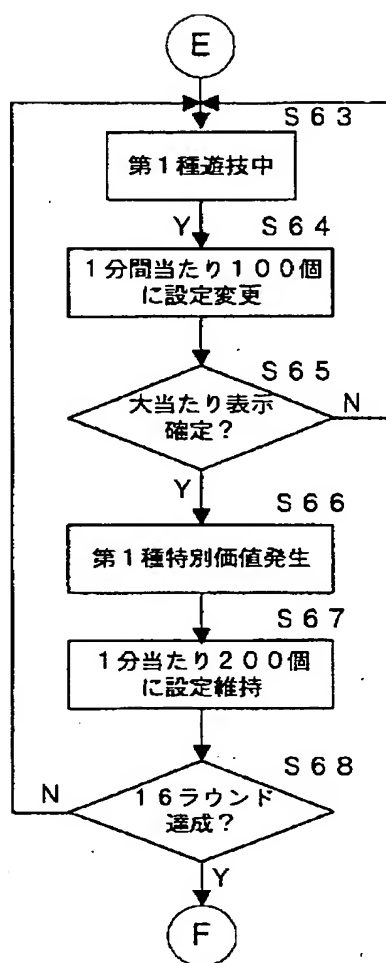 E
S63
第1種遊技中
Y
S64
1分間当たり100個
に設定変更
S65
大当たり表示
確定?
N
Y
S66
第1種特別価値発生
S67
1分当たり200個
に設定維持
S68
N
16ラウンド
達成?
Y
F